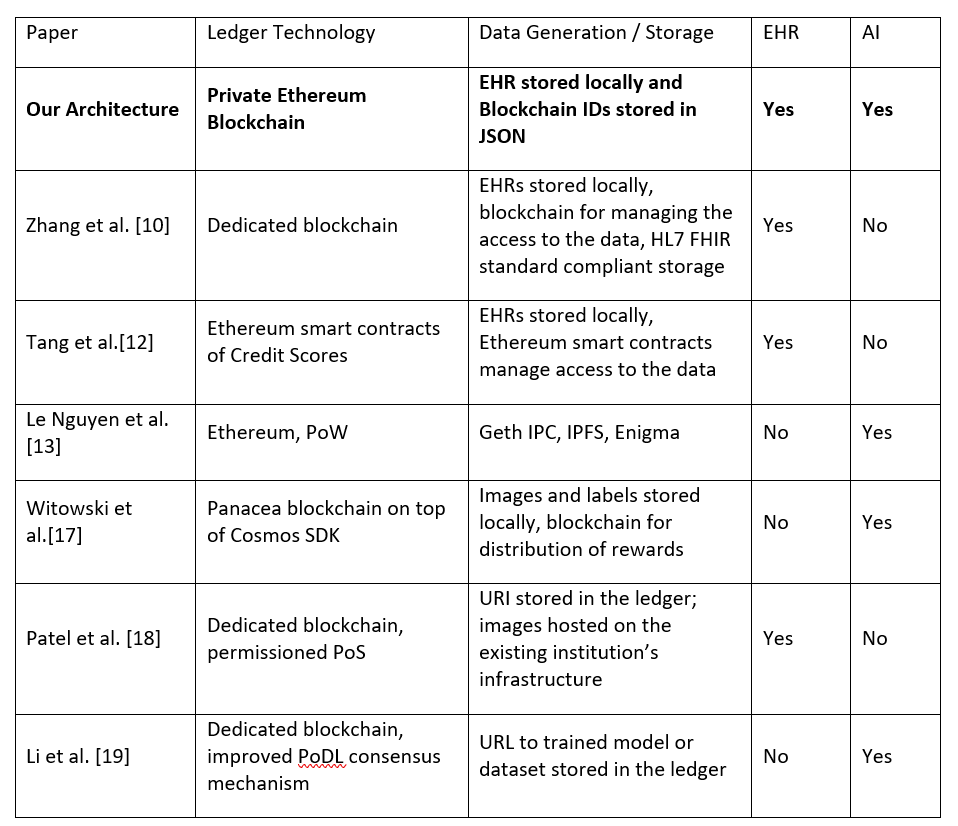 Paper
Ledger Technology
Data Generation / Storage
EHR
AI
Our Architecture
Private Ethereum
Blockchain
EHR stored locally and
Blockchain IDs stored in
JSON
Yes
Yes
Zhang et al. [10]
Dedicated blockchain
EHRs stored locally,
blockchain for managing the
access to the data, HL7 FHIR
standard compliant storage
Yes
No
Tang et al.[12]
Ethereum smart contracts
of Credit Scores
EHRs stored locally,
Ethereum smart contracts
manage access to the data
Yes
No
Le Nguyen et al.
[13]
Ethereum, PoW
Geth IPC, IPFS, Enigma
No
Yes
Witowski et
al.[17]
Panacea blockchain on top
of Cosmos SDK
Images and labels stored
locally, blockchain for
distribution of rewards
No
Yes
Patel et al. [18]
Dedicated blockchain,
permissioned PoS
URI stored in the ledger;
images hosted on the
existing institution’s
infrastructure
Yes
No
Li et al. [19]
Dedicated blockchain,
improved PoDL consensus
mechanism
URL to trained model or
dataset stored in the ledger
No
Yes